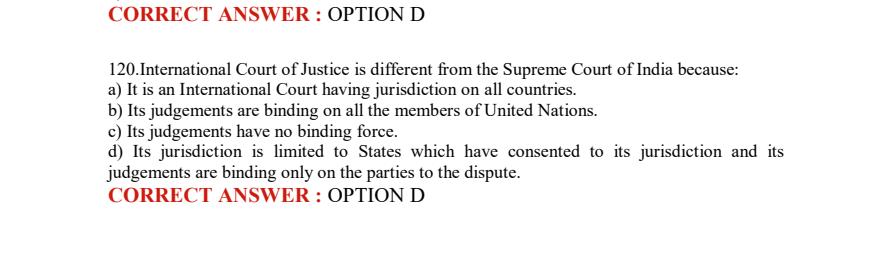 CORRECT ANSWER : OPTION D
120.International Court of Justice is different from the Supreme Court of India because:
a) It is an International Court having jurisdiction on all countries.
b) Its judgements are binding on all the members of United Nations.
c) Its judgements have no binding force.
d) Its jurisdiction is limited to States which have consented to its jurisdiction and its
judgements are binding only on the parties to the dispute.
CORRECT ANSWER : OPTION D